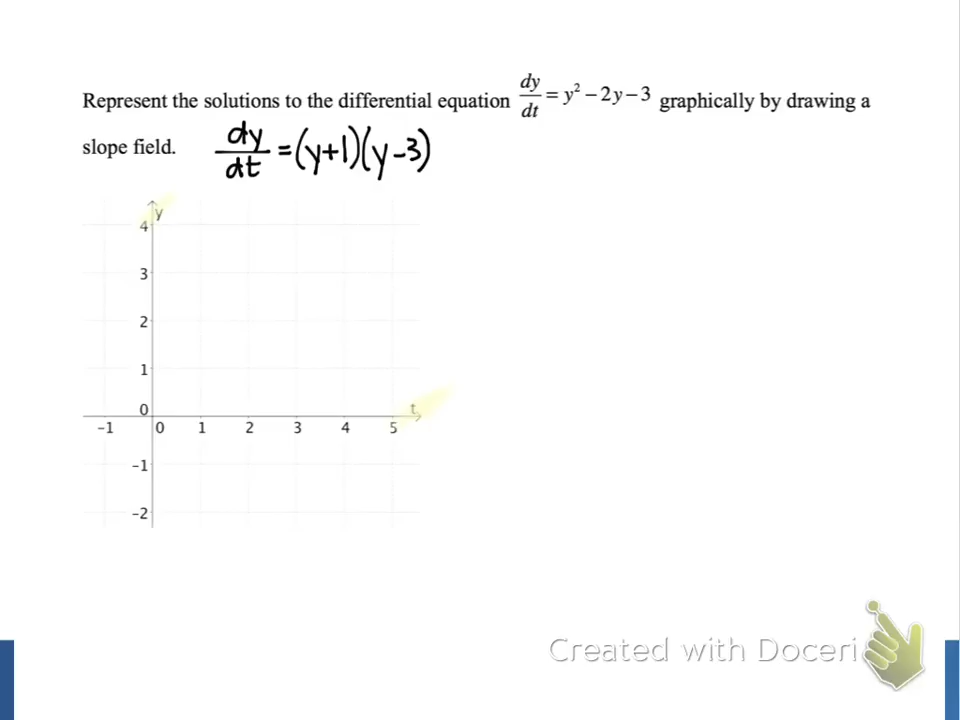 Represent the solutions to the differential equation dy/dt = y² − 2y − 3 graphically by drawing a
slope field. dy/dt = (y+1)(y−3)
y
4
3
2
1
0 t
−1 0 1 2 3 4 5
−1
−2
Created with Doceri